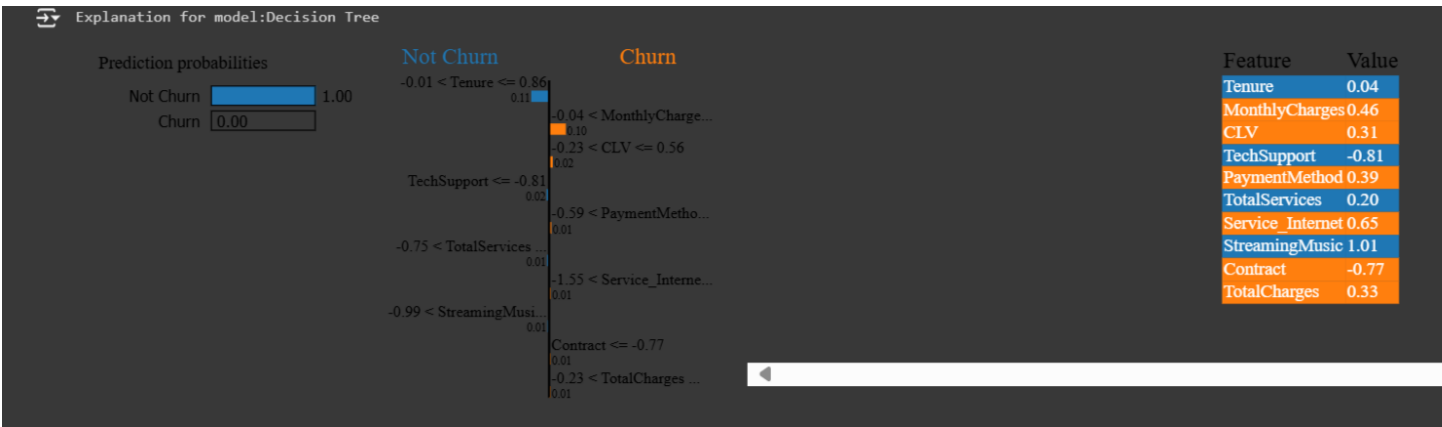 Explanation for model:Decision Tree
Prediction probabilities
Not Churn 1.00
Churn 0.00
Not Churn Churn
-0.01 < Tenure <= 0.86
0.11
-0.04 < MonthlyCharge...
0.10
-0.23 < CLV <= 0.56
0.02
TechSupport <= -0.81
0.02
-0.59 < PaymentMetho...
0.01
-0.75 < TotalServices ...
0.01
-1.55 < Service_Interne...
0.01
-0.99 < StreamingMusi...
0.01
Contract <= -0.77
0.01
-0.23 < TotalCharges ...
0.01
Feature Value
Tenure 0.04
MonthlyCharges 0.46
CLV 0.31
TechSupport -0.81
PaymentMethod 0.39
TotalServices 0.20
Service_Internet 0.65
StreamingMusic 1.01
Contract -0.77
TotalCharges 0.33